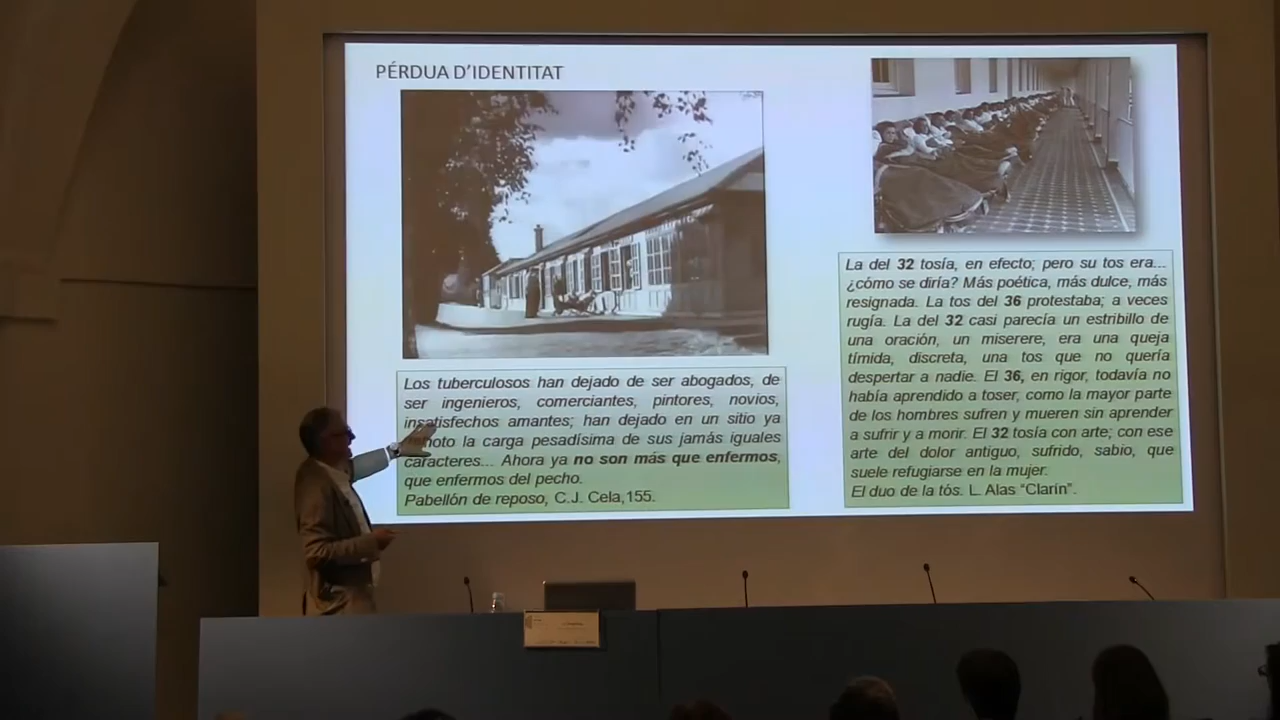 PÉRDUA D'IDENTITAT
Los tuberculosos han dejado de ser abogados, de
ser ingenieros, comerciantes, pintores, novios,
insatisfechos amantes; han dejado en un sitio ya
la carga pesadísima de sus jamás iguales
caracteres... Ahora ya no son más que enfermos,
que enfermos del pecho.
Pabellón de reposo, C.J. Cela,155.
La del 32 tosía, en efecto; pero su tos era...
¿cómo se diría? Más poética, más dulce, más
resignada. La tos del 36 protestaba; a veces
rugía. La del 32 casi parecía un estribillo de
una oración, un miserere, era una queja
tímida, discreta, una tos que no quería
despertar a nadie. El 36, en rigor, todavía no
había aprendido a toser, como la mayor parte
de los hombres sufren y mueren sin aprender
a sufrir y a morir. El 32 tosía con arte; con ese
arte del dolor antiguo, sufrido, sabio, que
suele refugiarse en la mujer.
El duo de la tós. L. Alas "Clarín".